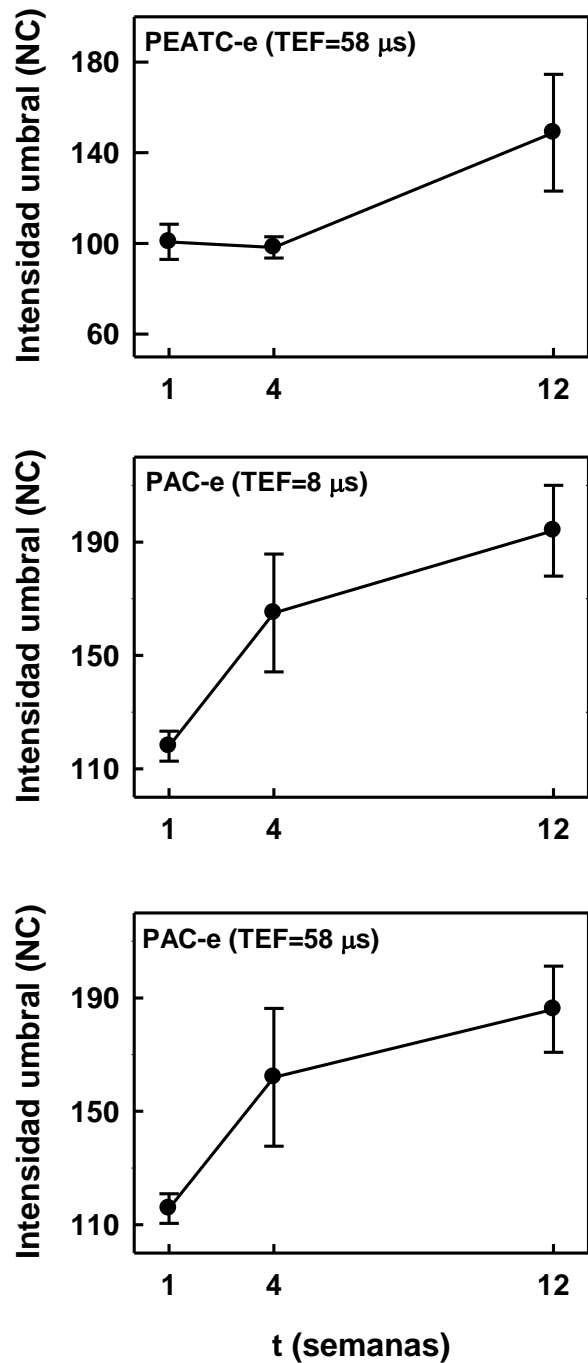 PEATC-e (TEF=58 μs)
Intensidad umbral (NC)
180
140
100
60
1 4 12
PAC-e (TEF=8 μs)
Intensidad umbral (NC)
190
150
110
1 4 12
PAC-e (TEF=58 μs)
Intensidad umbral (NC)
190
150
110
1 4 12
t (semanas)